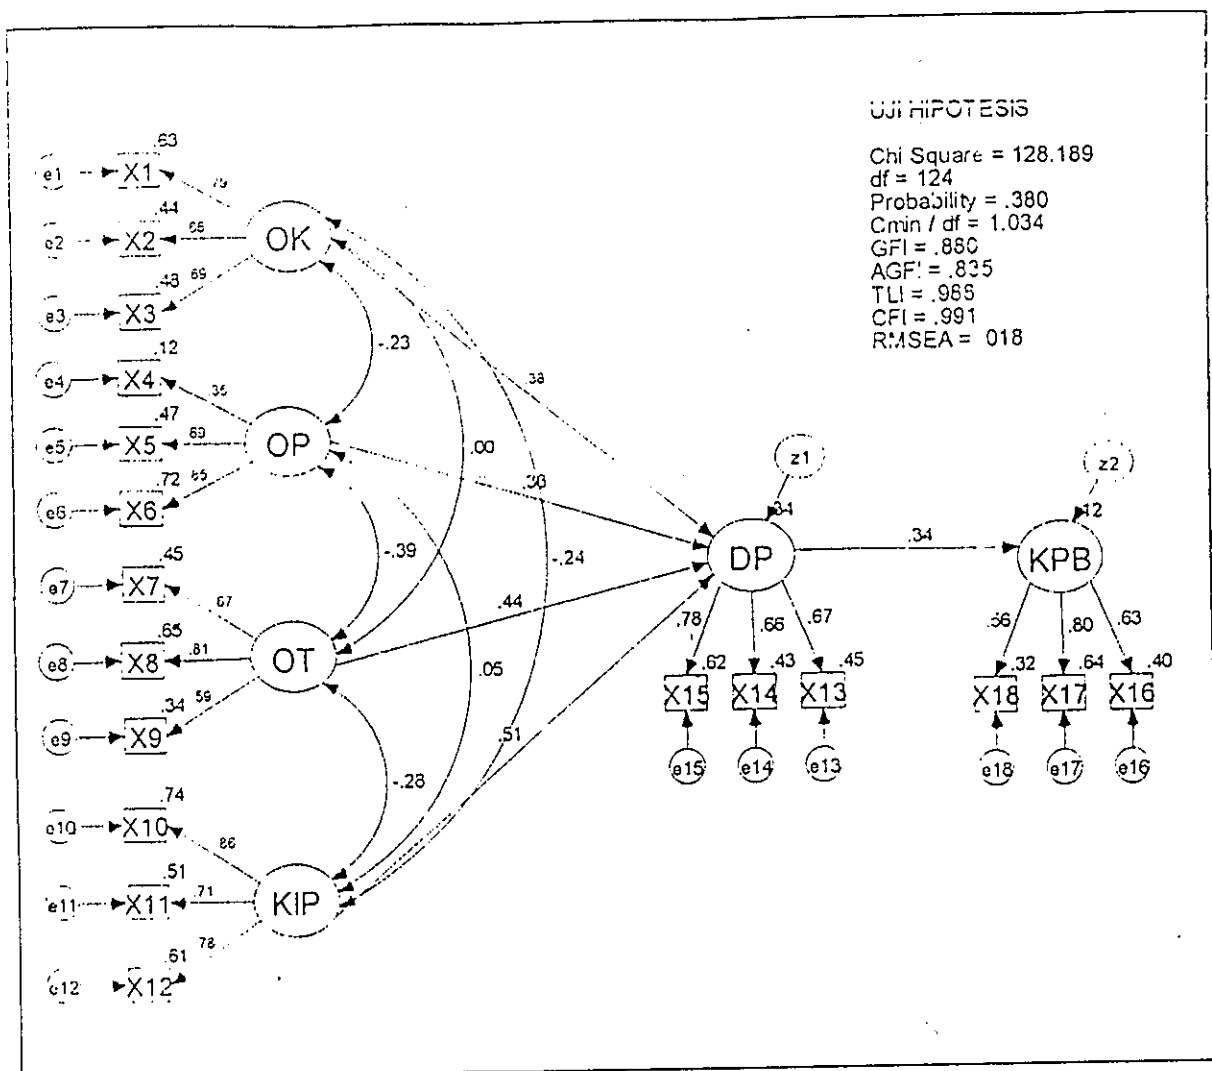 UJI HIPOTESIS
Chi Square = 128.189
df = 124
Probability = .380
Cmin / df = 1.034
GFI = .880
AGFI = .835
TLI =
CFI = .991
RMSEA = 018
.63
e1 X1 .79
.44
e2 X2 OK
.48
e3 X3 .69
-.23
.38
.12
e4 X4 .35
.47
e5 X5 .69 OP
.00
z1 z2
.72
e6 X6 .85
.34 .12
DP .34 KPB
.45
e7 X7 .67
-.39
-.24
.44
.65
e8 X8 .81 OT
.05
.34
e9 X9 .59
.78 .66 .67
.56 .80 .63
.62 .43 .45
.32 .64 .40
X15 X14 X13
X18 X17 X16
.51
e15 e14 e13
e18 e17 e16
-.28
.74
e10 X10 .86
.51
e11 X11 .71 KIP
.61
e12 X12 .78